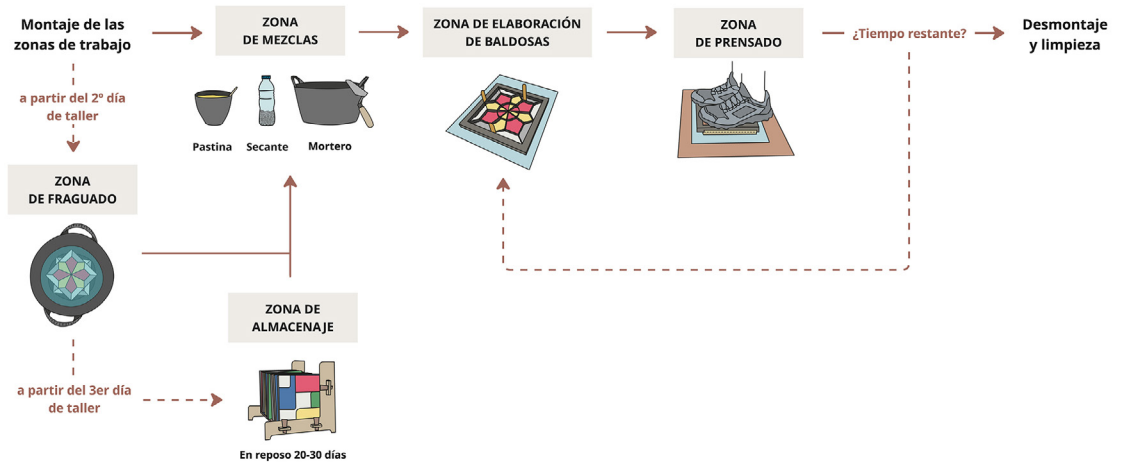 Montaje de las
zonas de trabajo
ZONA
DE MEZCLAS
ZONA DE ELABORACIÓN
DE BALDOSAS
ZONA
DE PRENSADO
¿Tiempo restante?
Desmontaje
y limpieza
a partir del 2º día
de taller
Pastina
Secante
Mortero
ZONA
DE FRAGUADO
ZONA DE
ALMACENAJE
a partir del 3er día
de taller
En reposo 20-30 días